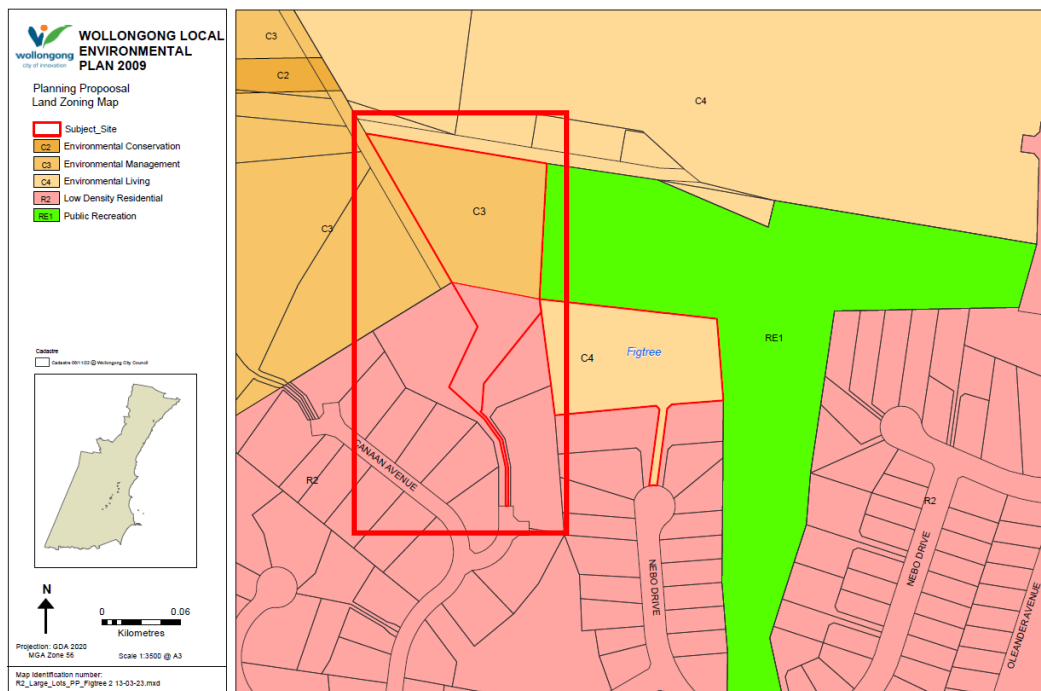 wollongong
city of innovation
WOLLONGONG LOCAL
ENVIRONMENTAL
PLAN 2009
Planning Propoosal
Land Zoning Map
Subject_Site
C2 Environmental Conservation
C3 Environmental Management
C4 Environmental Living
R2 Low Density Residential
RE1 Public Recreation
Cadastre
Cadastre 09/11/22 © Wollongong City Council
N
0 0.06
Kilometres
Projection: GDA 2020
MGA Zone 56
Scale 1:3500 @ A3
Map Identification number:
R2_Large_Lots_PP_Figtree 2 13-03-23.mxd
C3
C2
C4
C3
C3
RE1
C4
Figtree
CANAAN AVENUE
R2
NEBO DRIVE
R2
NEBO DRIVE
OLEANDER AVENUE